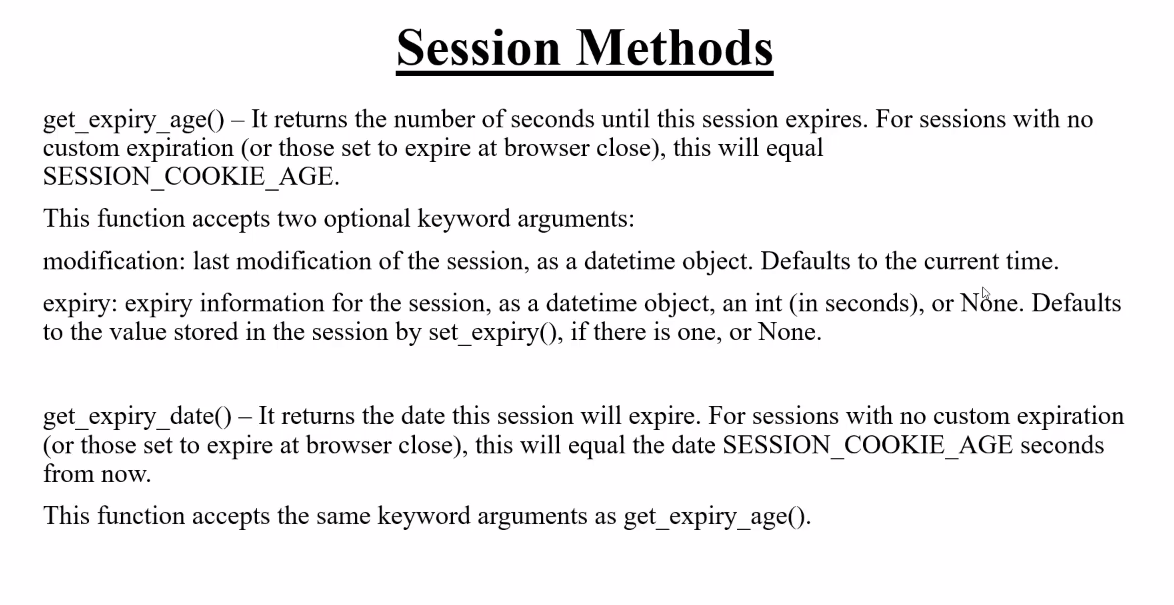 Session Methods
get_expiry_age() – It returns the number of seconds until this session expires. For sessions with no
custom expiration (or those set to expire at browser close), this will equal
SESSION_COOKIE_AGE.
This function accepts two optional keyword arguments:
modification: last modification of the session, as a datetime object. Defaults to the current time.
expiry: expiry information for the session, as a datetime object, an int (in seconds), or None. Defaults
to the value stored in the session by set_expiry(), if there is one, or None.
get_expiry_date() – It returns the date this session will expire. For sessions with no custom expiration
(or those set to expire at browser close), this will equal the date SESSION_COOKIE_AGE seconds
from now.
This function accepts the same keyword arguments as get_expiry_age().